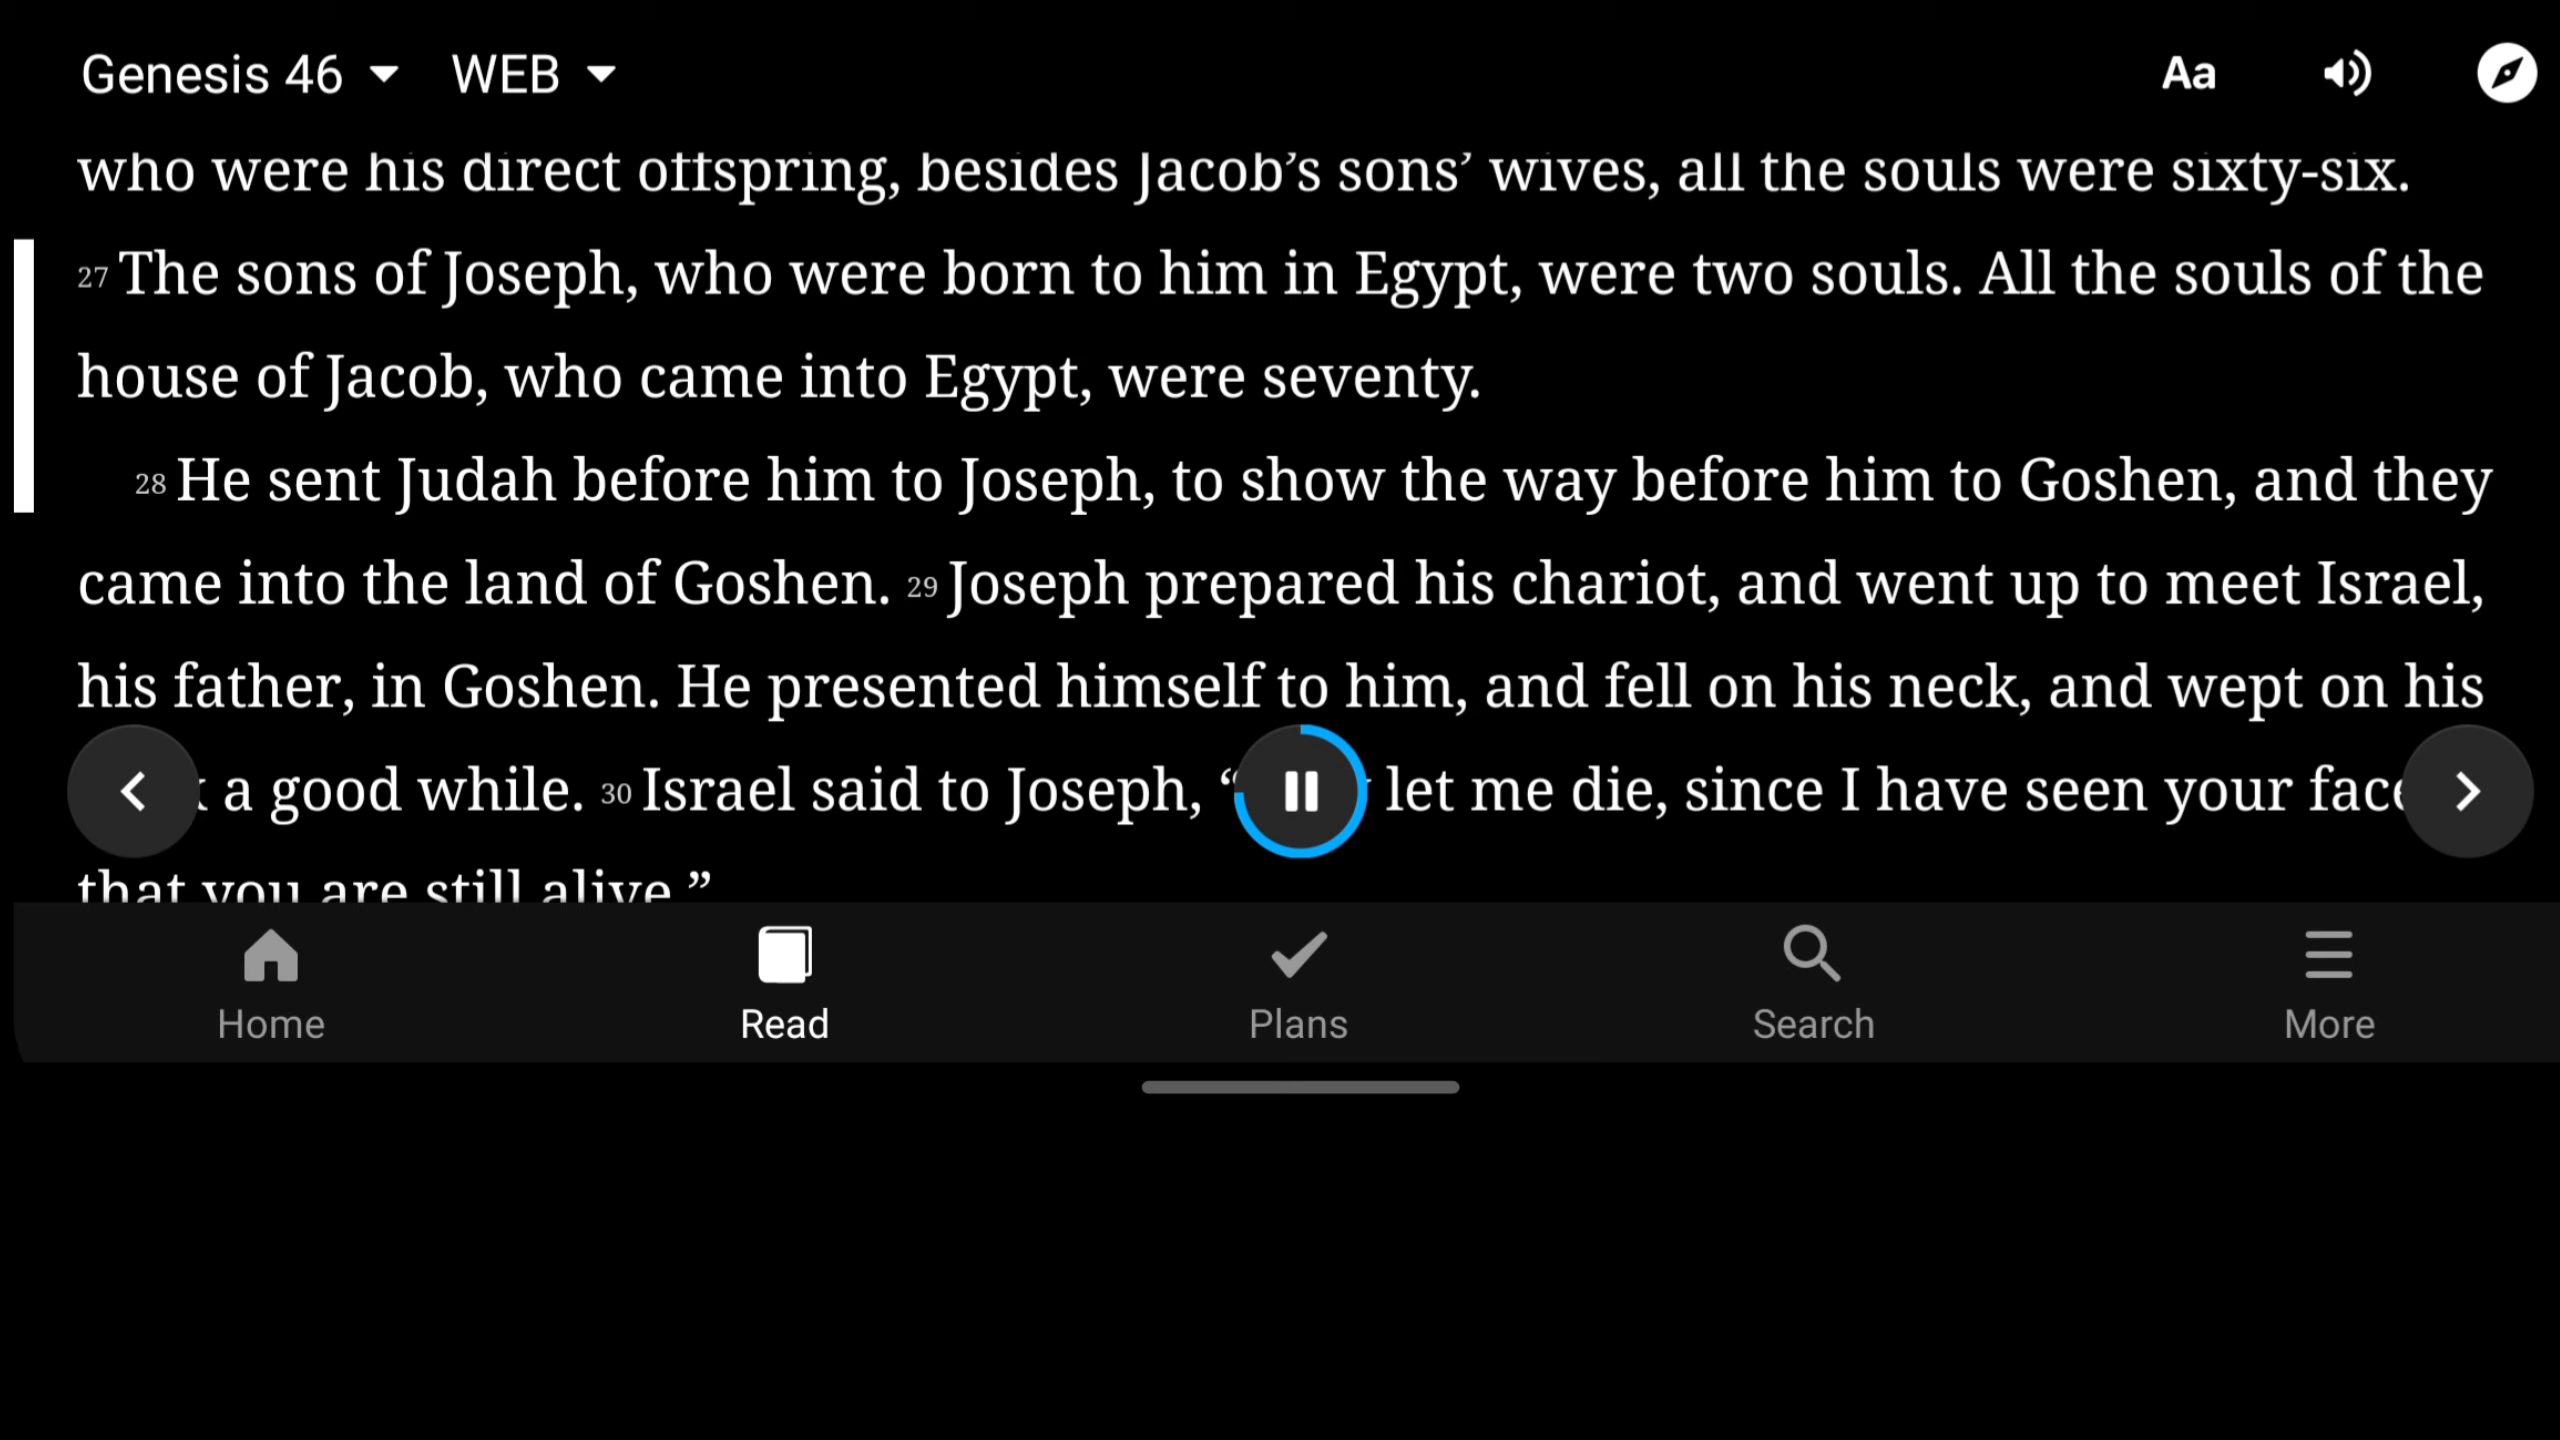 Genesis 46 WEB Aa
who were his direct offspring, besides Jacob’s sons’ wives, all the souls were sixty-six.
27 The sons of Joseph, who were born to him in Egypt, were two souls. All the souls of the
house of Jacob, who came into Egypt, were seventy.
28 He sent Judah before him to Joseph, to show the way before him to Goshen, and they
came into the land of Goshen. 29 Joseph prepared his chariot, and went up to meet Israel,
his father, in Goshen. He presented himself to him, and fell on his neck, and wept on his
a good while. 30 Israel said to Joseph, “ let me die, since I have seen your face
that you are still alive.”
Home Read Plans Search More